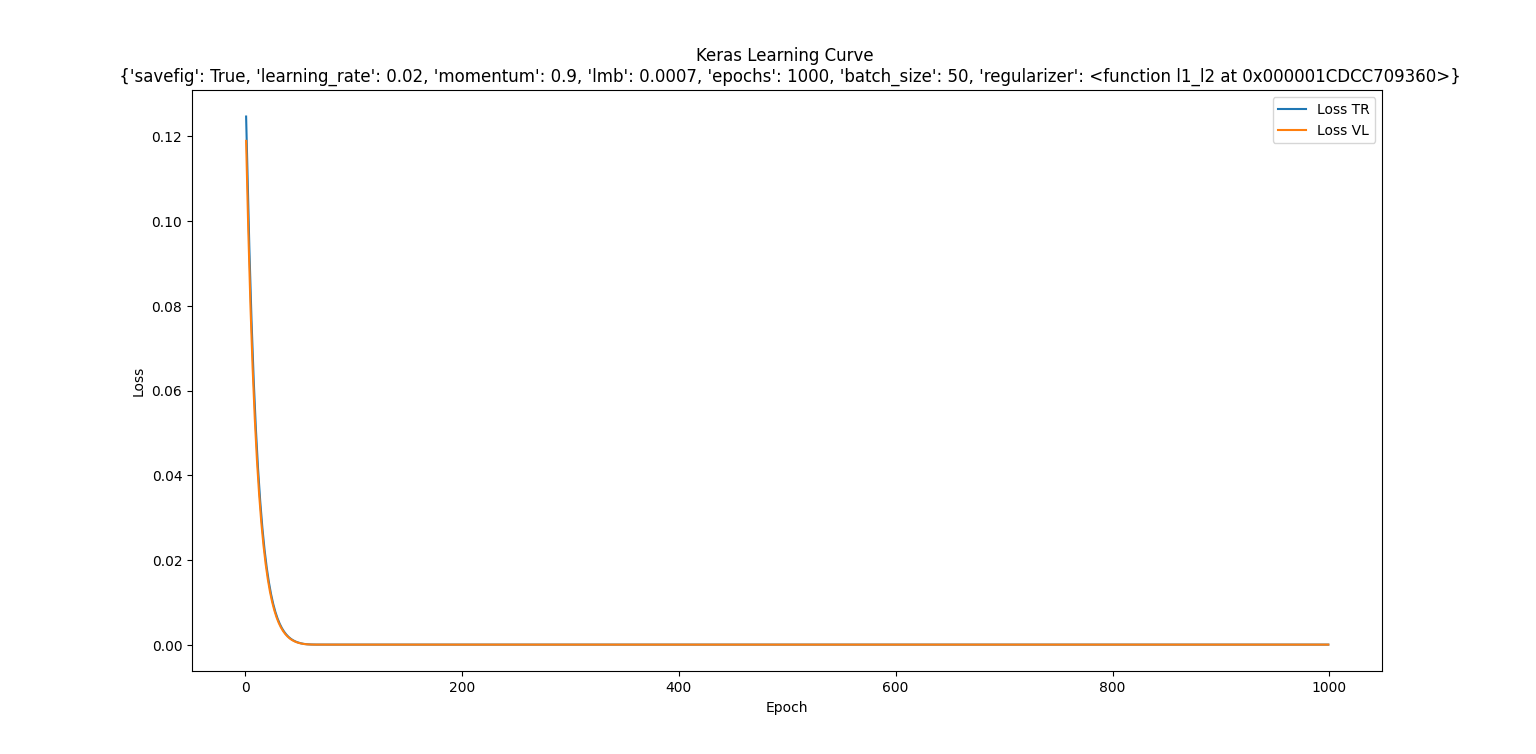 Keras Learning Curve
{'savefig': True, 'learning_rate': 0.02, 'momentum': 0.9, 'lmb': 0.0007, 'epochs': 1000, 'batch_size': 50, 'regularizer': <function l1_l2 at 0x000001CDCC709360>}
Loss TR
Loss VL
0.12
0.10
0.08
0.06
0.04
0.02
0.00
Loss
0
200
400
600
800
1000
Epoch